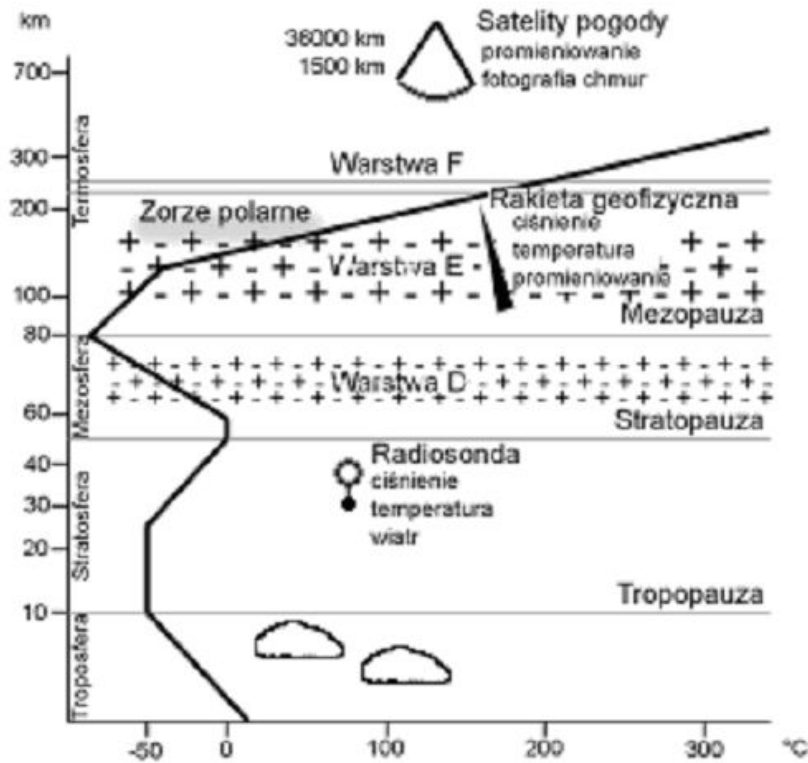 km
36000 km
1500 km
Satelity pogody
promieniowanie
fotografia chmur
700
Termosfera
300
Warstwa F
Rakieta geofizyczna
200
Zorze polarne
ciśnienie
temperatura
Warstwa E
promieniowanie
100
Mezopauza
80
Mezosfera
Warstwa D
60
Stratopauza
40
Radiosonda
ciśnienie
30
temperatura
Stratosfera
20
wiatr
10
Tropopauza
Troposfera
-50
0
100
200
300
°C